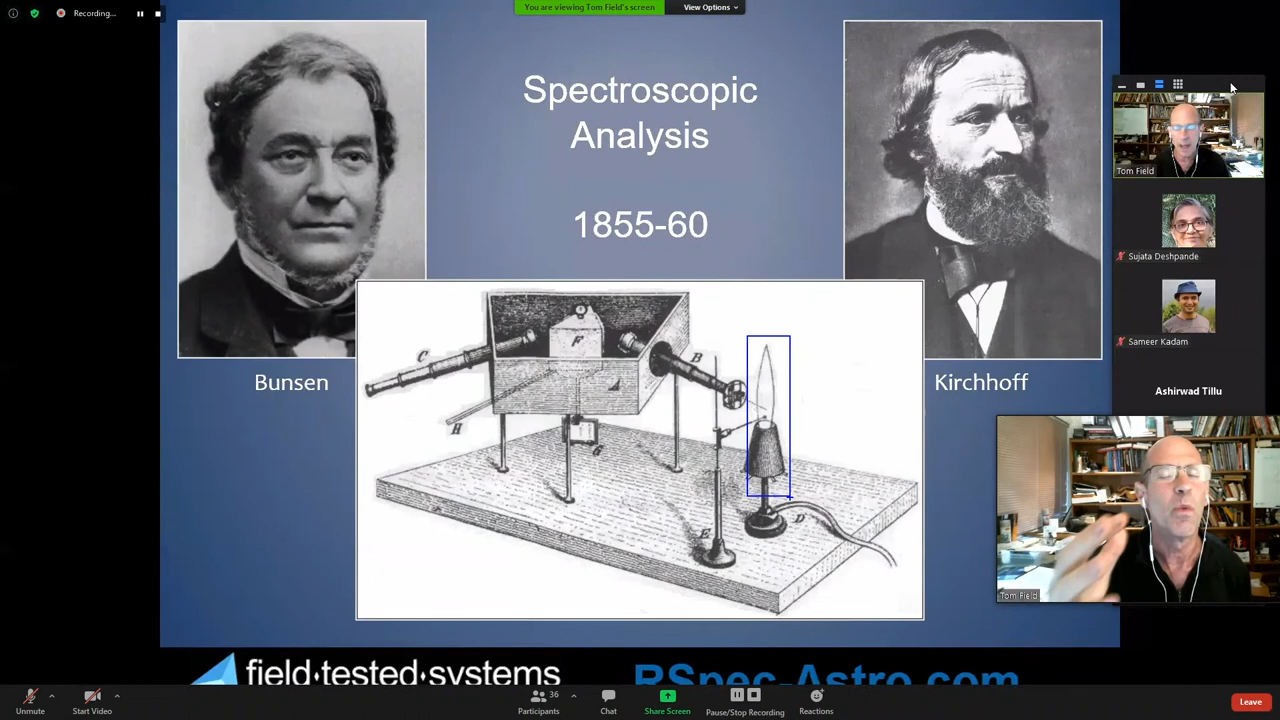 Recording...
You are viewing Tom Field's screen
View Options
Spectroscopic
Analysis
1855-60
Bunsen
Kirchhoff
C
F
B
A
H
G
E
D
Tom Field
Sujata Deshpande
Sameer Kadam
Ashirwad Tillu
Tom Field
field·tested·systems
RSpec-Astro.com
Unmute
Start Video
Participants
36
Chat
Share Screen
Pause/Stop Recording
Reactions
Leave